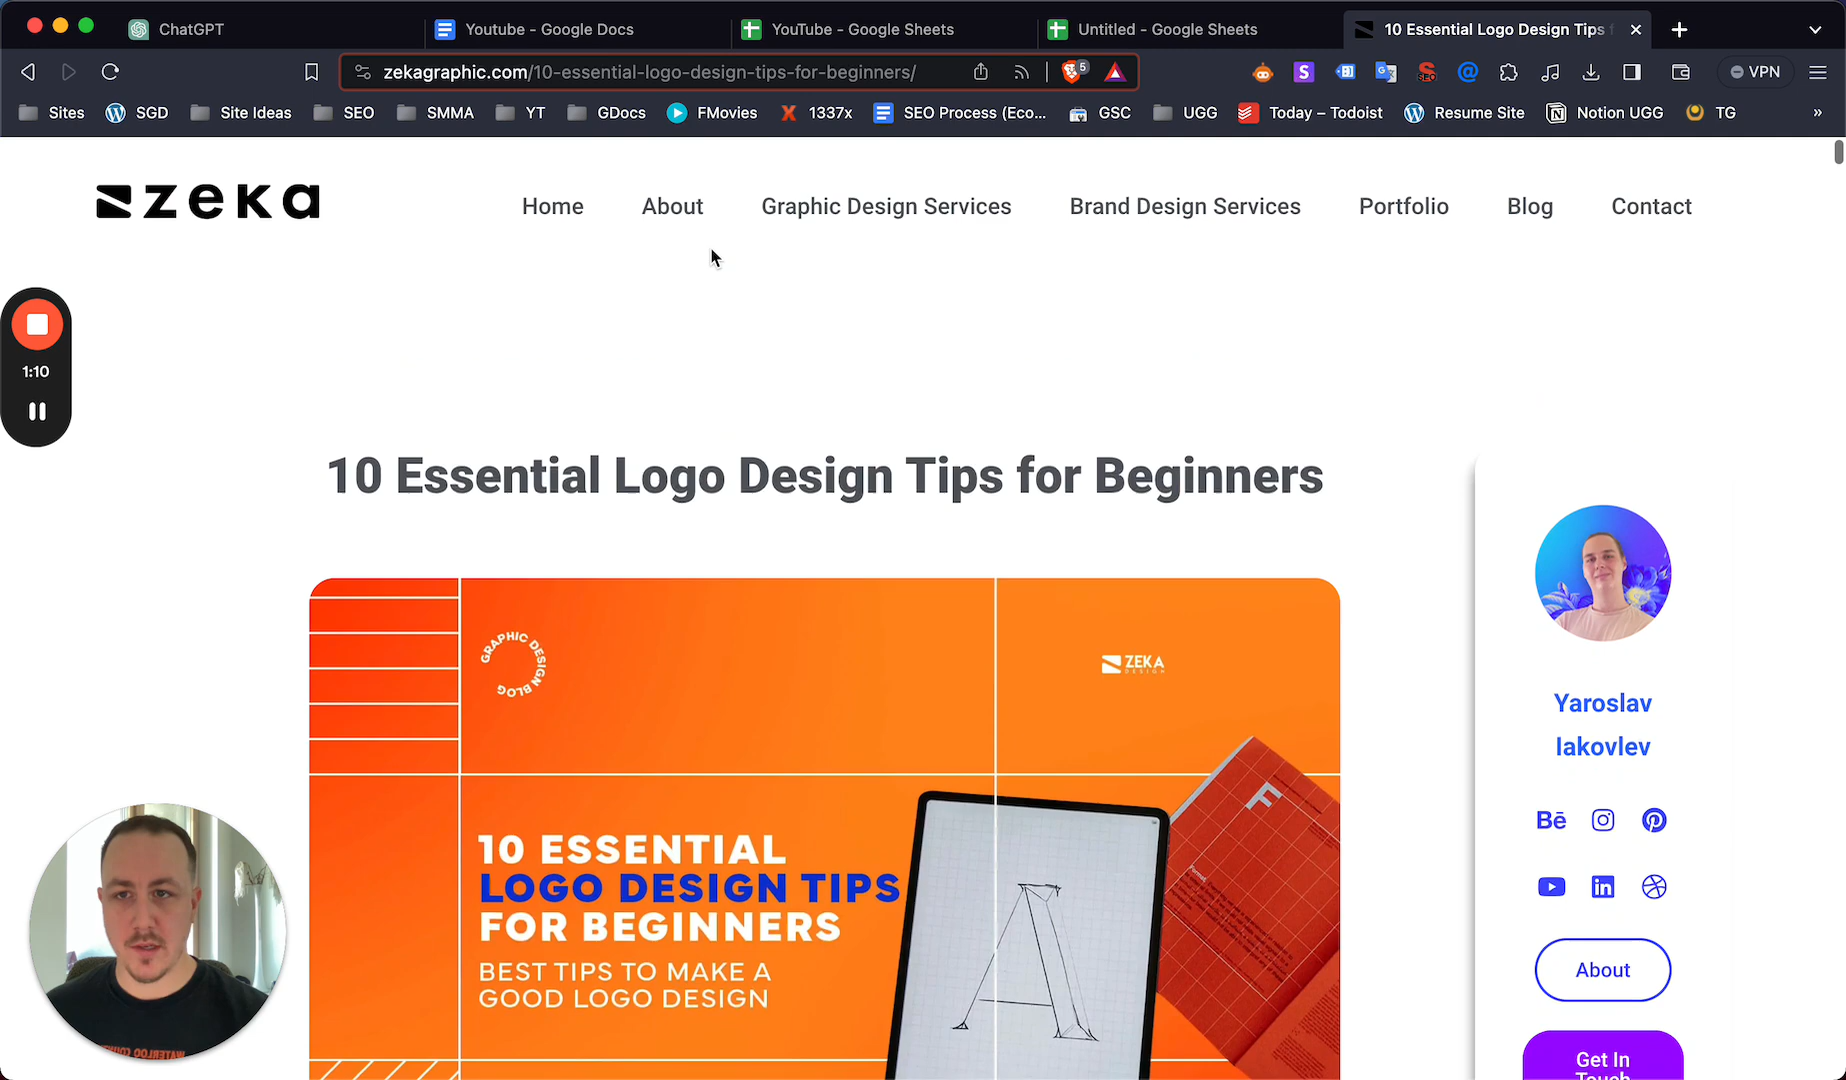 ChatGPT
Youtube - Google Docs
YouTube - Google Sheets
Untitled - Google Sheets
10 Essential Logo Design Tips f
zekagraphic.com/10-essential-logo-design-tips-for-beginners/
5
VPN
Sites
SGD
Site Ideas
SEO
SMMA
YT
GDocs
FMovies
1337x
SEO Process (Eco...
GSC
UGG
Today – Todoist
Resume Site
Notion UGG
TG
»
zeka
Home
About
Graphic Design Services
Brand Design Services
Portfolio
Blog
Contact
1:10
10 Essential Logo Design Tips for Beginners
GRAPHIC DESIGN BLOG
ZEKA
DESIGN
10 ESSENTIAL
LOGO DESIGN TIPS
FOR BEGINNERS
BEST TIPS TO MAKE A
GOOD LOGO DESIGN
F
A
Yaroslav
Iakovlev
Bē
About
Get In
Touch